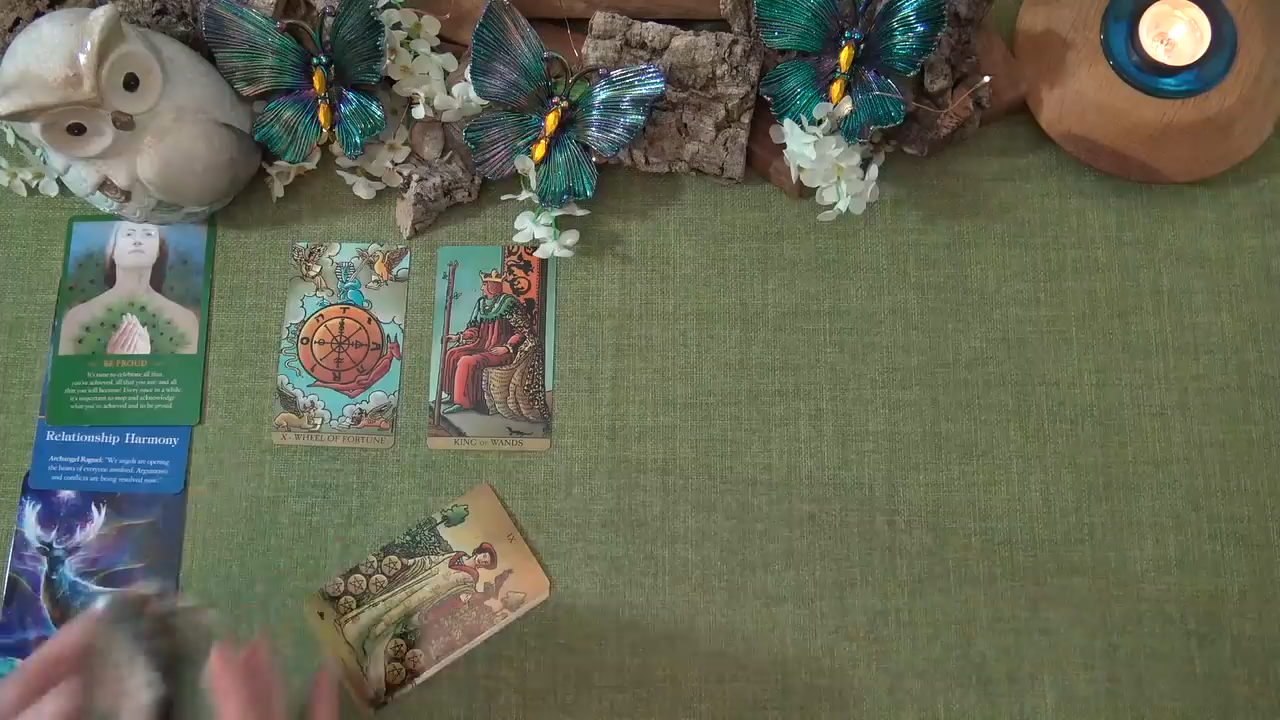 BE PROUD
It's time to celebrate all that
you've achieved, all that you are and all
that you will become! Every once in a while
it's important to stop and acknowledge
what you've achieved and to be proud.
Relationship Harmony
Archangel Raguel: "We angels are opening
the hearts of everyone involved. Arguments
and conflicts are being resolved now."
X - WHEEL OF FORTUNE
KING OF WANDS
IX